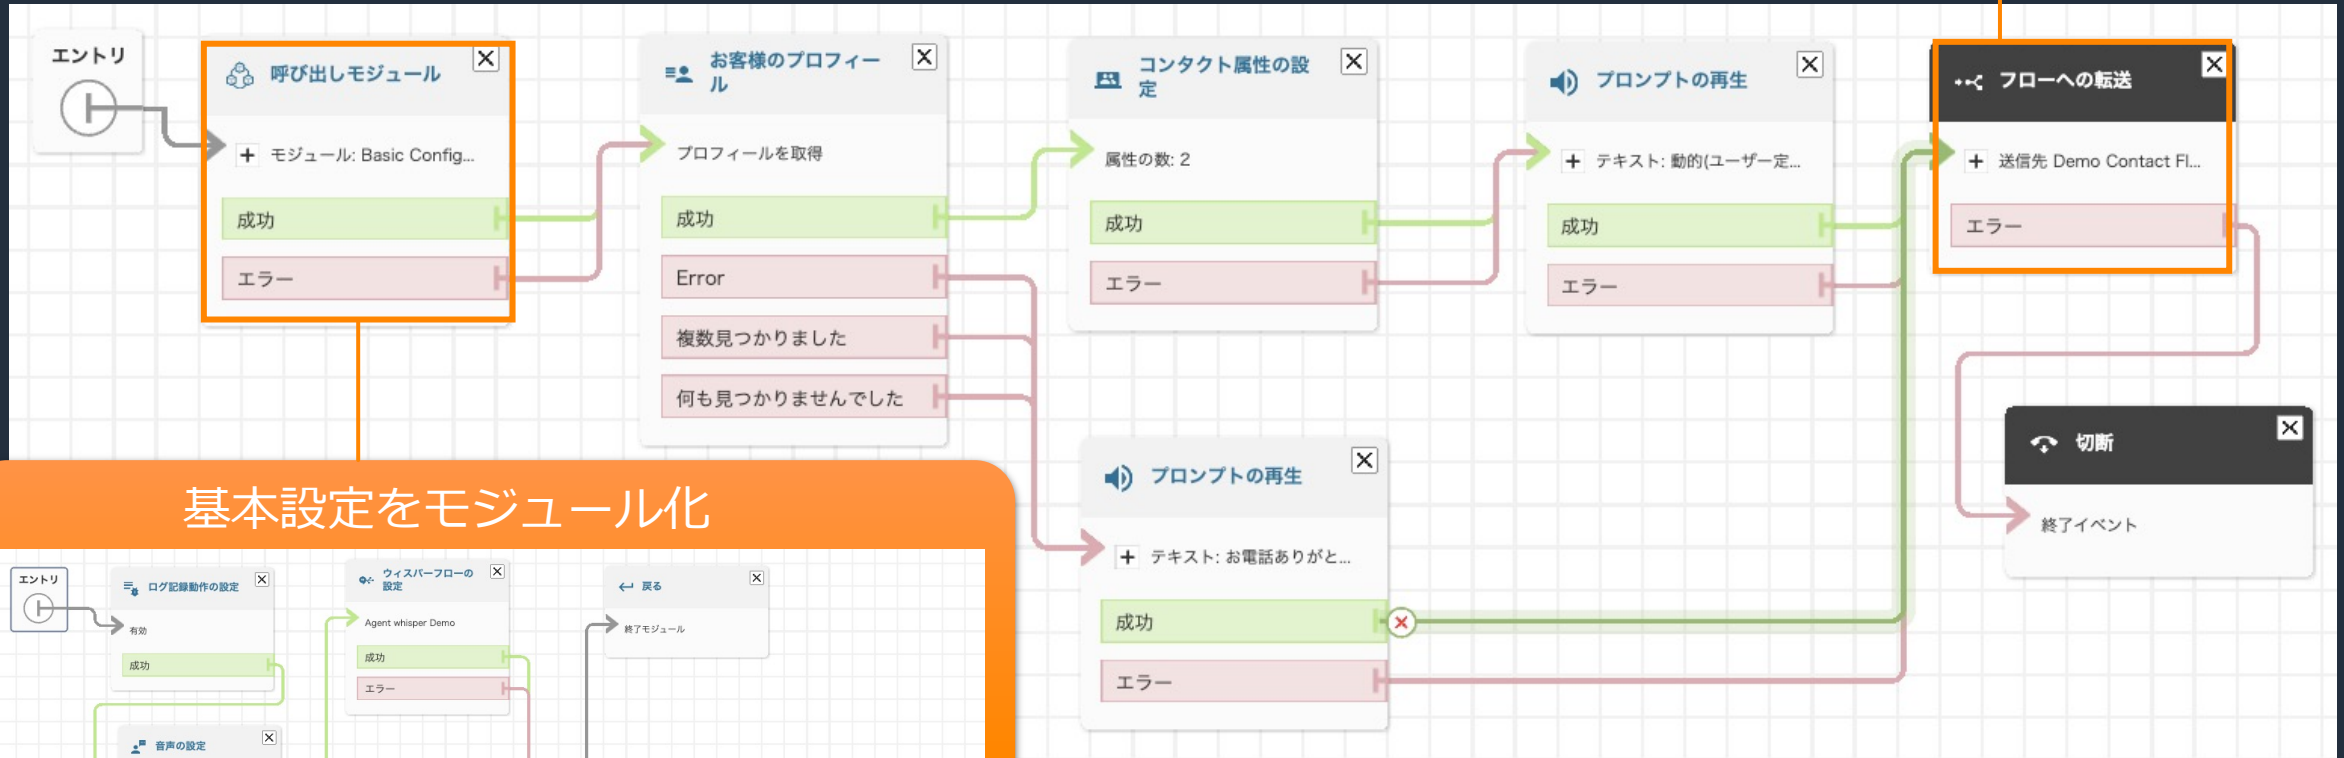 エントリ
呼び出しモジュール
モジュール: Basic Config...
成功
エラー
お客様のプロフィー
ル
プロフィールを取得
成功
Error
複数見つかりました
何も見つかりませんでした
コンタクト属性の設
定
属性の数: 2
成功
エラー
プロンプトの再生
テキスト: 動的(ユーザー定...
成功
エラー
フローへの転送
送信先 Demo Contact Fl...
エラー
プロンプトの再生
テキスト: お電話ありがと...
成功
エラー
切断
終了イベント
基本設定をモジュール化
エントリ
ログ記録動作の設定
有効
成功
音声の設定
ウィスパーフローの
設定
Agent whisper Demo
成功
エラー
戻る
終了モジュール